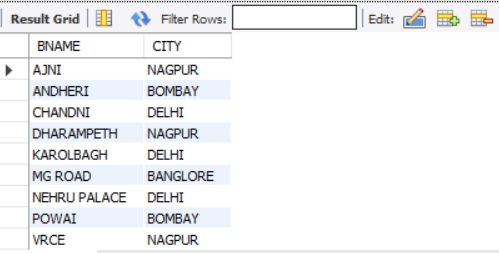 Result Grid Filter Rows: Edit:
BNAME CITY
AJNI NAGPUR
ANDHERI BOMBAY
CHANDNI DELHI
DHARAMPETH NAGPUR
KAROLBAGH DELHI
MG ROAD BANGLORE
NEHRU PALACE DELHI
POWAI BOMBAY
VRCE NAGPUR